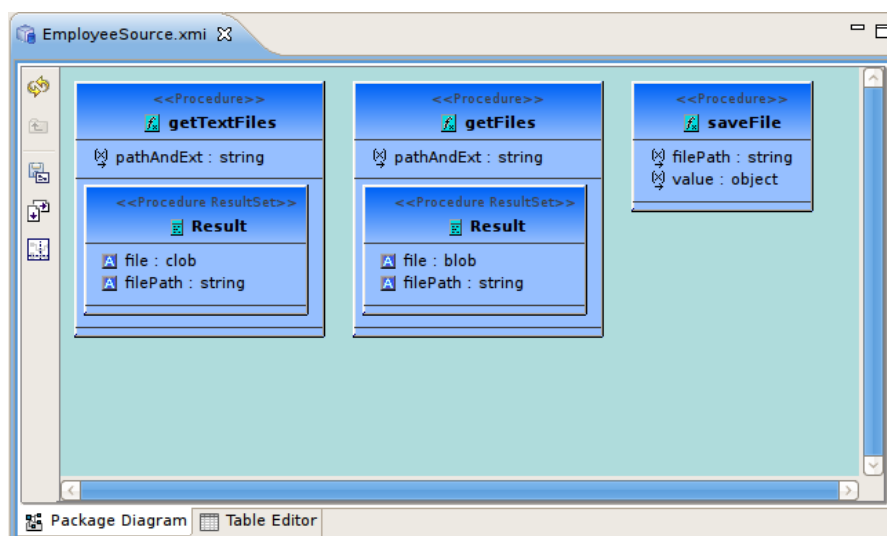 EmployeeSource.xmi
<<Procedure>>
getTextFiles
pathAndExt : string
<<Procedure ResultSet>>
Result
file : clob
filePath : string
<<Procedure>>
getFiles
pathAndExt : string
<<Procedure ResultSet>>
Result
file : blob
filePath : string
<<Procedure>>
saveFile
filePath : string
value : object
Package Diagram
Table Editor